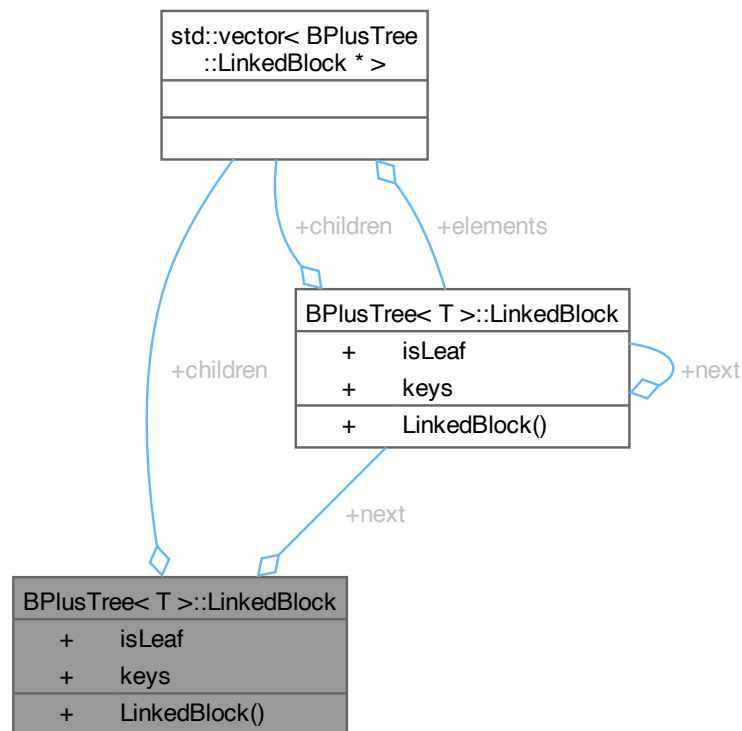 std::vector< BPlusTree
::LinkedBlock * >
+children
+elements
BPlusTree< T >::LinkedBlock
+ isLeaf
+ keys
+ LinkedBlock()
+next
+children
+next
BPlusTree< T >::LinkedBlock
+ isLeaf
+ keys
+ LinkedBlock()